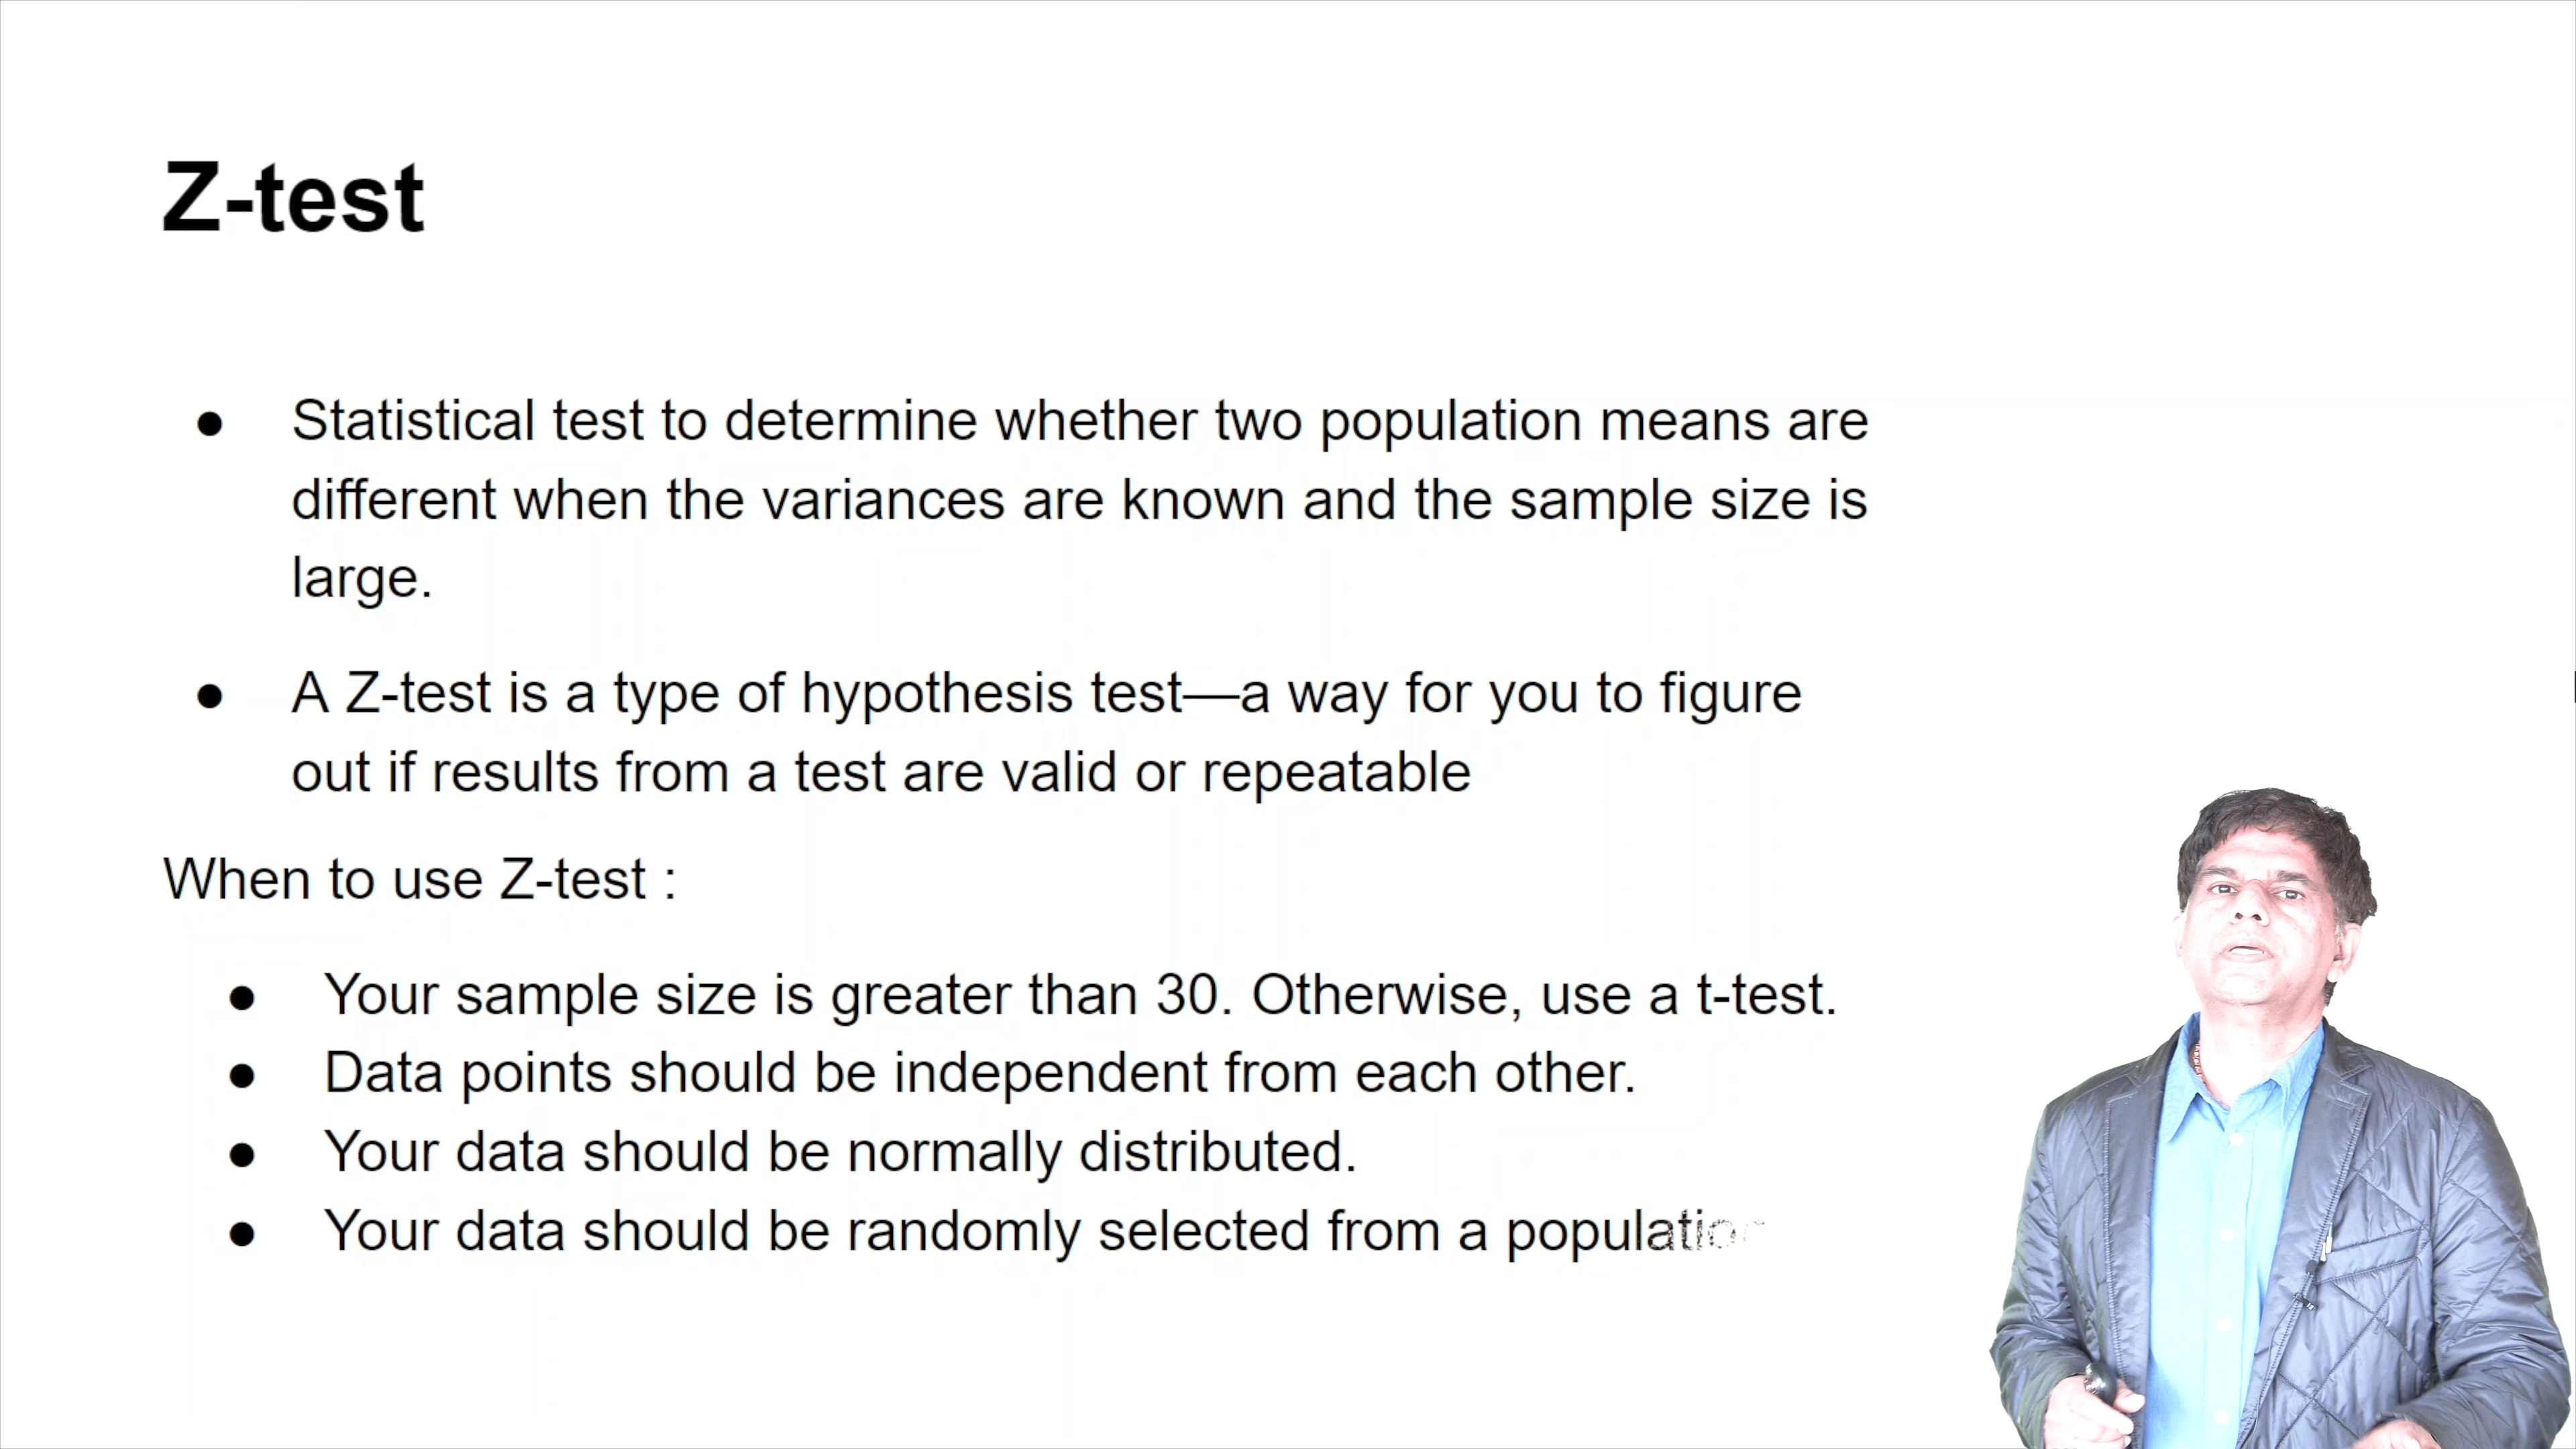 Z-test
● Statistical test to determine whether two population means are
different when the variances are known and the sample size is
large.
● A Z-test is a type of hypothesis test—a way for you to figure
out if results from a test are valid or repeatable
When to use Z-test :
● Your sample size is greater than 30. Otherwise, use a t-test.
● Data points should be independent from each other.
● Your data should be normally distributed.
● Your data should be randomly selected from a population